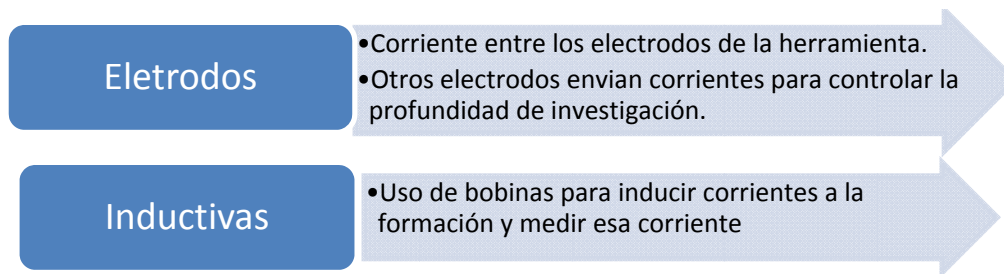 Eletrodos
•Corriente entre los electrodos de la herramienta.
•Otros electrodos envian corrientes para controlar la
profundidad de investigación.
Inductivas
•Uso de bobinas para inducir corrientes a la
formación y medir esa corriente